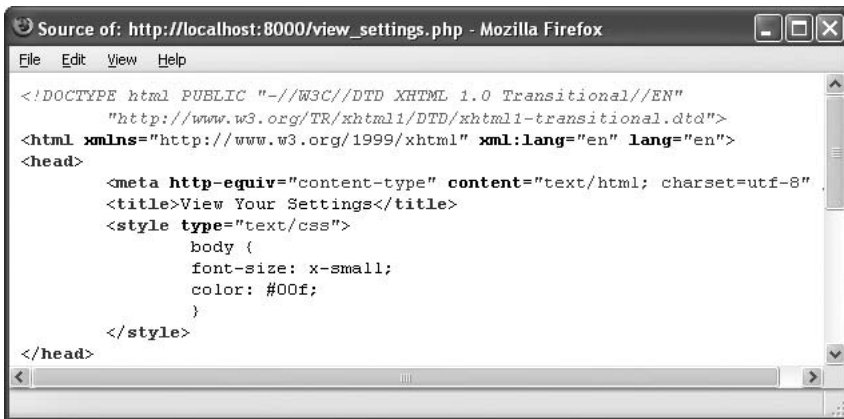 Source of: http://localhost:8000/view_settings.php - Mozilla Firefox
File Edit View Help
<!DOCTYPE html PUBLIC "-//W3C//DTD XHTML 1.0 Transitional//EN"
"http://www.w3.org/TR/xhtml1/DTD/xhtml1-transitional.dtd">
<html xmlns="http://www.w3.org/1999/xhtml" xml:lang="en" lang="en">
<head>
<meta http-equiv="content-type" content="text/html; charset=utf-8"
<title>View Your Settings</title>
<style type="text/css">
body {
font-size: x-small;
color: #00f;
}
</style>
</head>